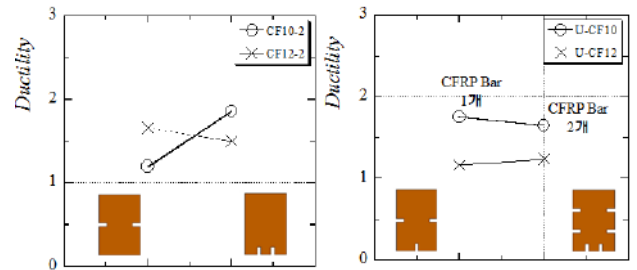 3
2
1
0
Ductility
CF10-2
CF12-2
3
2
1
0
Ductility
U-CF10
U-CF12
CFRP Bar
1개
CFRP Bar
2개